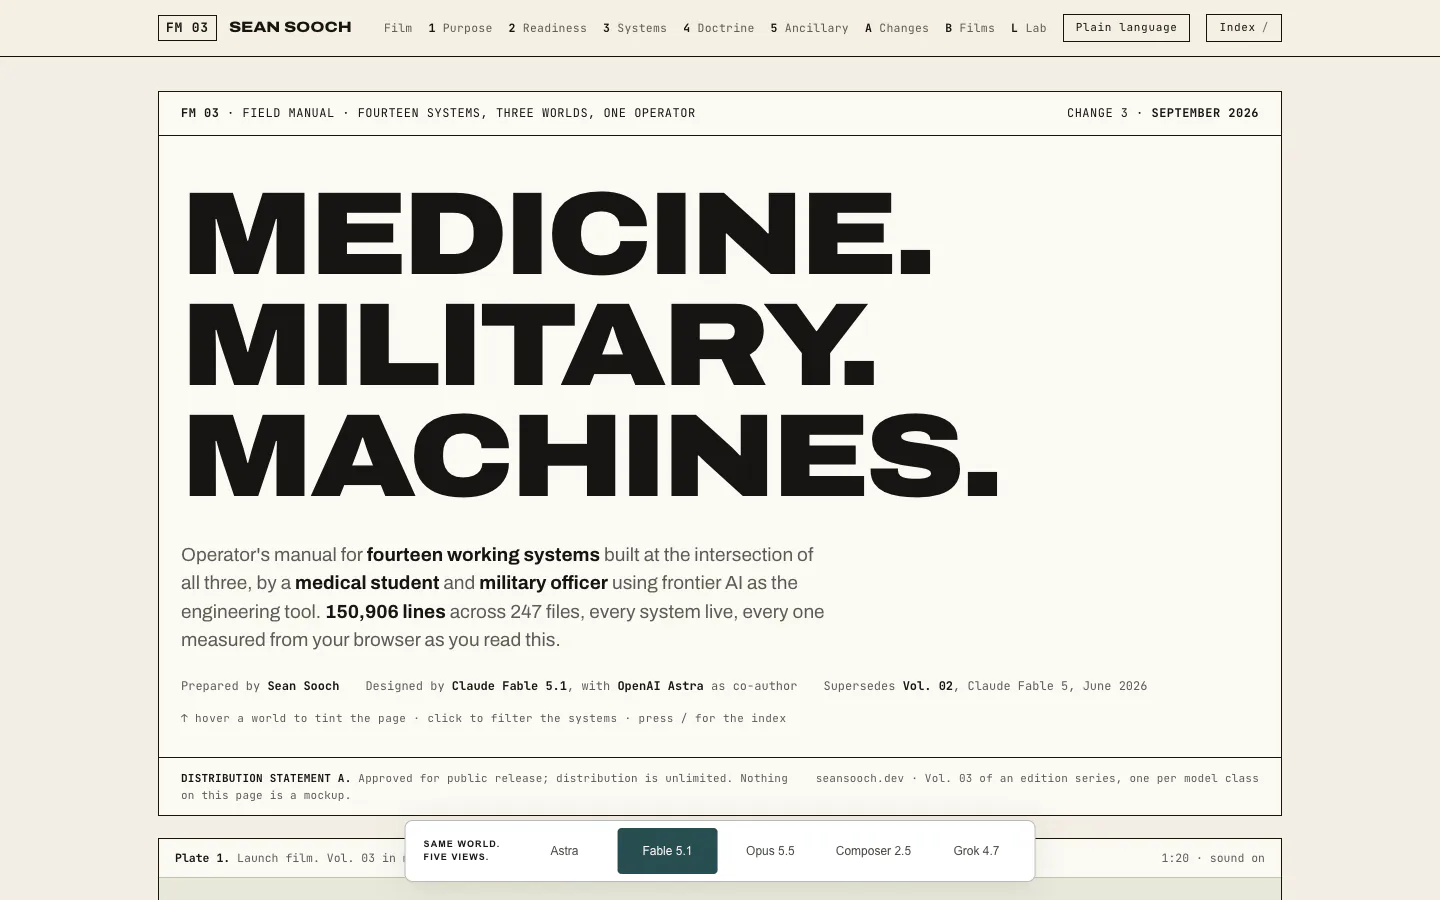 FM 03 SEAN SOOCH Film 1 Purpose 2 Readiness 3 Systems 4 Doctrine 5 Ancillary A Changes B Films L Lab Plain language Index /
FM 03 · FIELD MANUAL · FOURTEEN SYSTEMS, THREE WORLDS, ONE OPERATOR CHANGE 3 · SEPTEMBER 2026
MEDICINE.
MILITARY.
MACHINES.
Operator's manual for fourteen working systems built at the intersection of
all three, by a medical student and military officer using frontier AI as the
engineering tool. 150,906 lines across 247 files, every system live, every one
measured from your browser as you read this.
Prepared by Sean Sooch Designed by Claude Fable 5.1, with OpenAI Astra as co-author Supersedes Vol. 02, Claude Fable 5, June 2026
↑ hover a world to tint the page · click to filter the systems · press / for the index
DISTRIBUTION STATEMENT A. Approved for public release; distribution is unlimited. Nothing
on this page is a mockup.
seansooch.dev · Vol. 03 of an edition series, one per model class
Plate 1. Launch film. Vol. 03 in
1:20 · sound on
SAME WORLD.
FIVE VIEWS.
Astra Fable 5.1 Opus 5.5 Composer 2.5 Grok 4.7